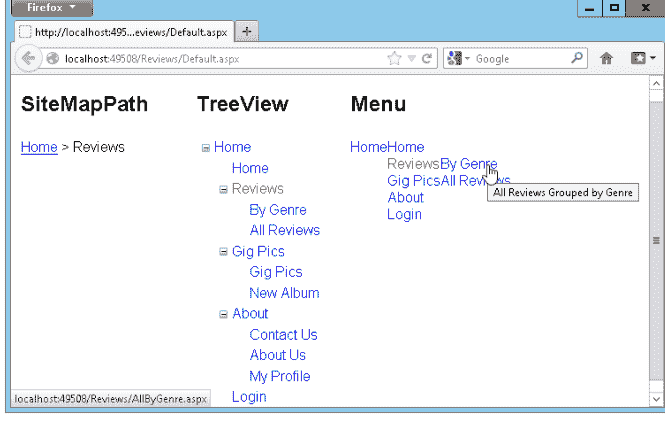 Firefox
http://localhost:495...eviews/Default.aspx
localhost:49508/Reviews/Default.aspx
Google
SiteMapPath
TreeView
Menu
Home > Reviews
Home
Home
Reviews
By Genre
All Reviews
Gig Pics
Gig Pics
New Album
About
Contact Us
About Us
My Profile
Login
HomeHome
ReviewsBy Genre
Gig PicsAll Reviews
About
Login
All Reviews Grouped by Genre
localhost:49508/Reviews/AllByGenre.aspx